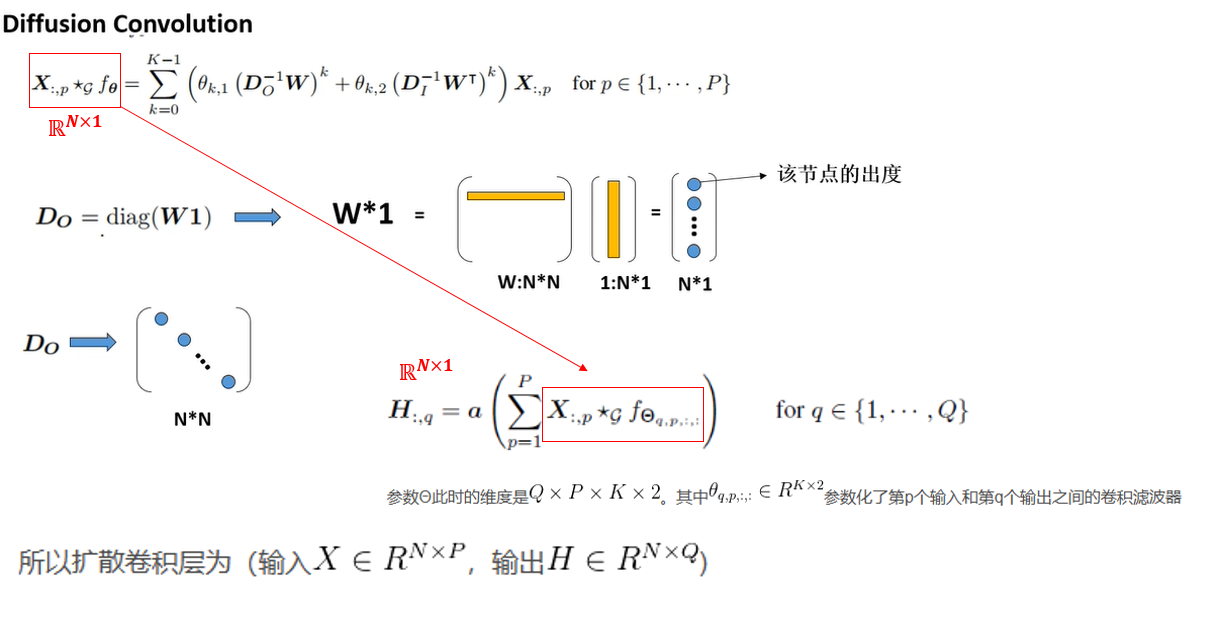 Diffusion Convolution
$\boldsymbol{X}_{:,p} \star_{\mathcal{G}} f_{\boldsymbol{\theta}} = \sum_{k=0}^{K-1} \left( \theta_{k,1} \left( \boldsymbol{D}_O^{-1} \boldsymbol{W} \right)^k + \theta_{k,2} \left( \boldsymbol{D}_I^{-1} \boldsymbol{W}^{\intercal} \right)^k \right) \boldsymbol{X}_{:,p} \quad \text{for } p \in \{1, \cdots, P\}$
$\mathbb{R}^{N \times 1}$
该节点的出度
$\boldsymbol{D}_O = \text{diag}(\boldsymbol{W}\boldsymbol{1})$ W*1 = =
W:N*N 1:N*1 N*1
$\boldsymbol{D}_O$
$\mathbb{R}^{N \times 1}$
N*N
$\boldsymbol{H}_{:,q} = \boldsymbol{a} \left( \sum_{p=1}^{P} \boldsymbol{X}_{:,p} \star_{\mathcal{G}} f_{\boldsymbol{\Theta}_{q,p,:,:}} \right) \quad \text{for } q \in \{1, \cdots, Q\}$
参数Θ此时的维度是$Q \times P \times K \times 2$。其中$\theta_{q,p,:,:} \in R^{K \times 2}$参数化了第p个输入和第q个输出之间的卷积滤波器
所以扩散卷积层为（输入$X \in R^{N \times P}$，输出$H \in R^{N \times Q}$)